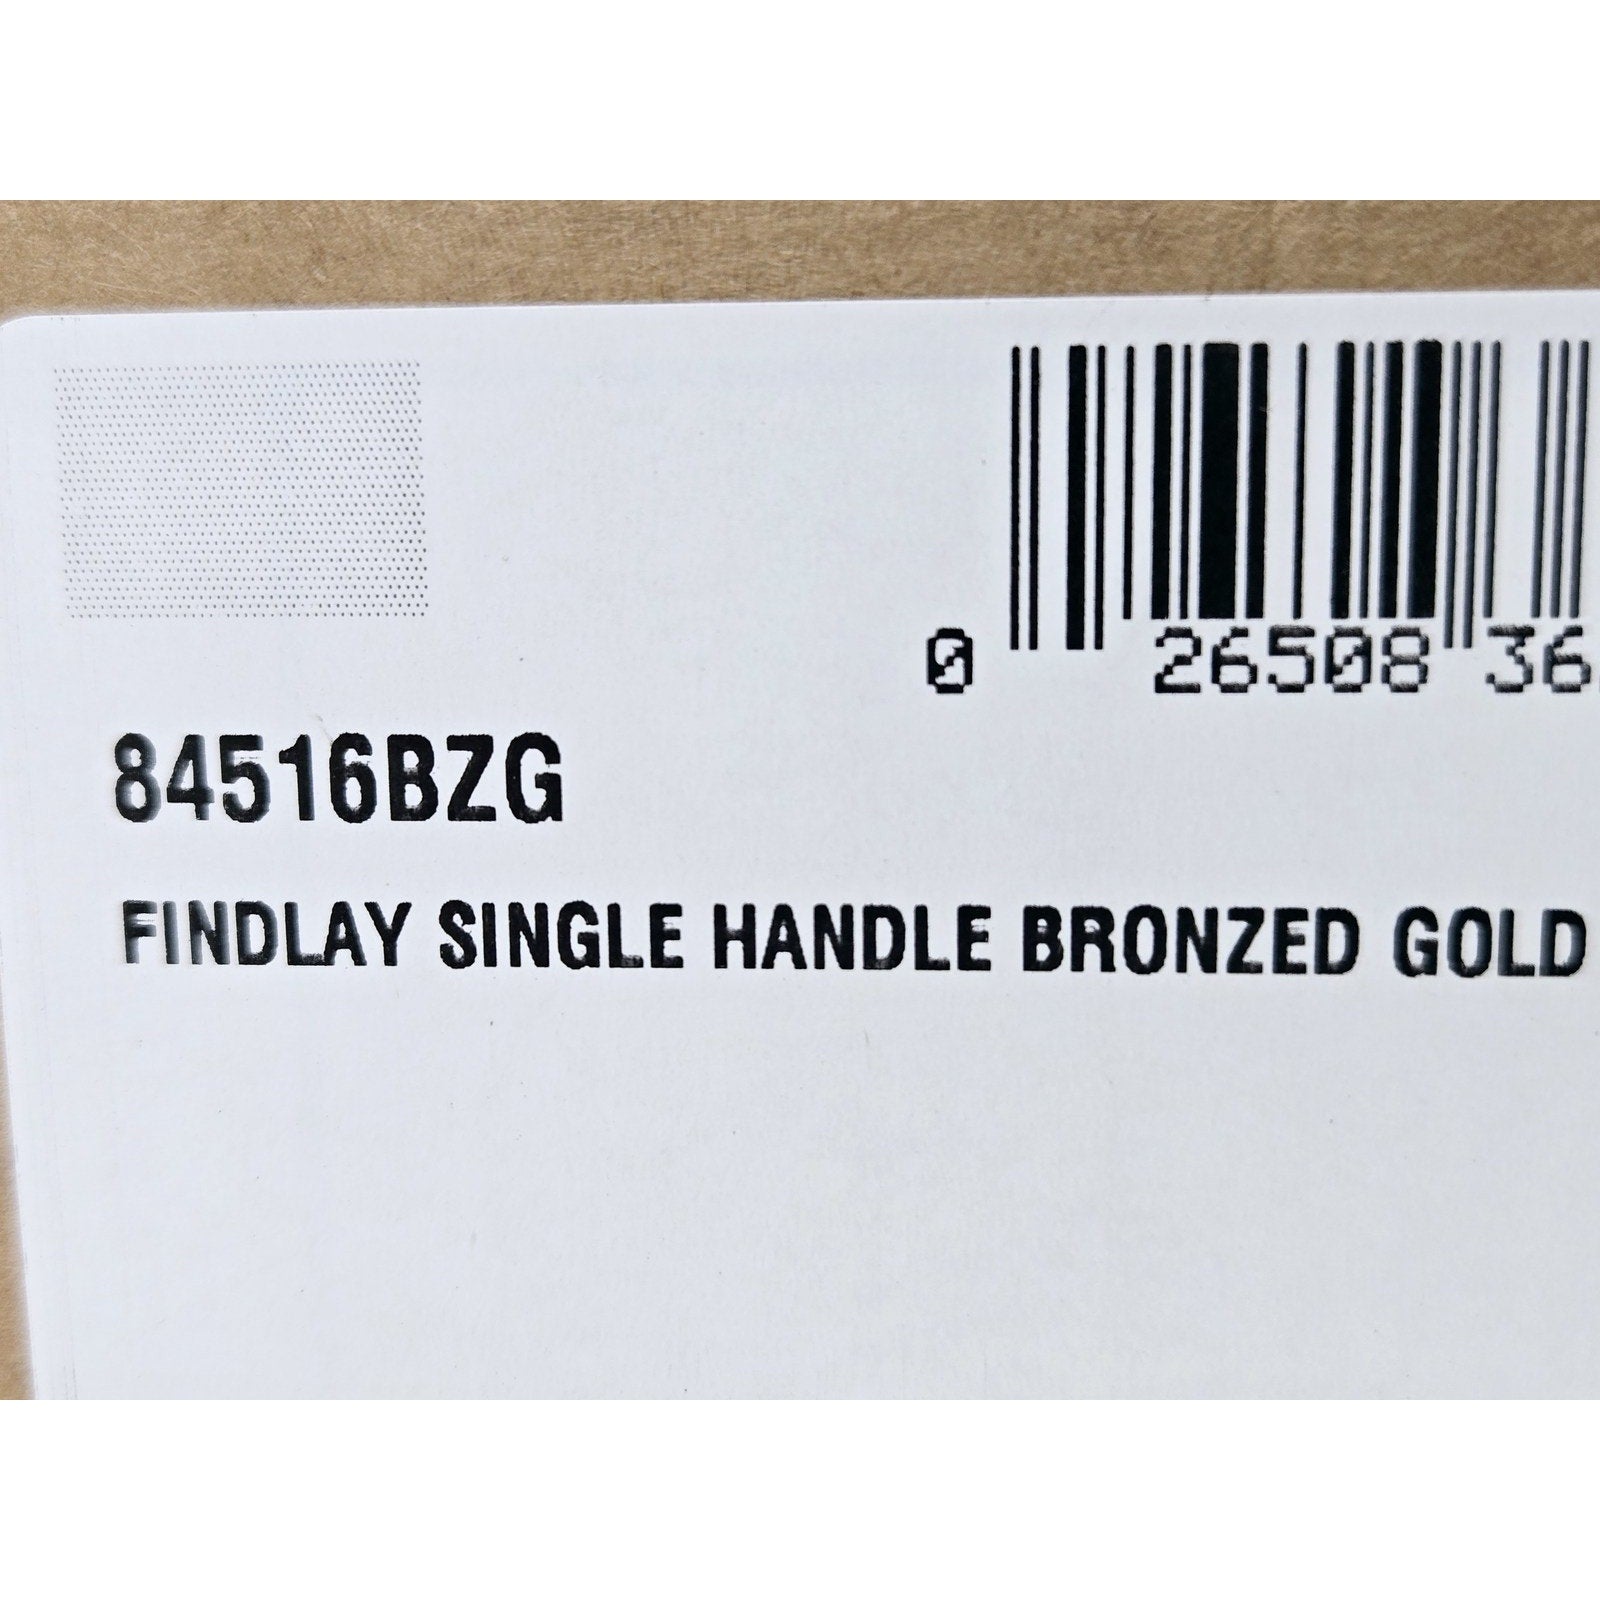 0 26508 36
84516BZG
FINDLAY SINGLE HANDLE BRONZED GOLD